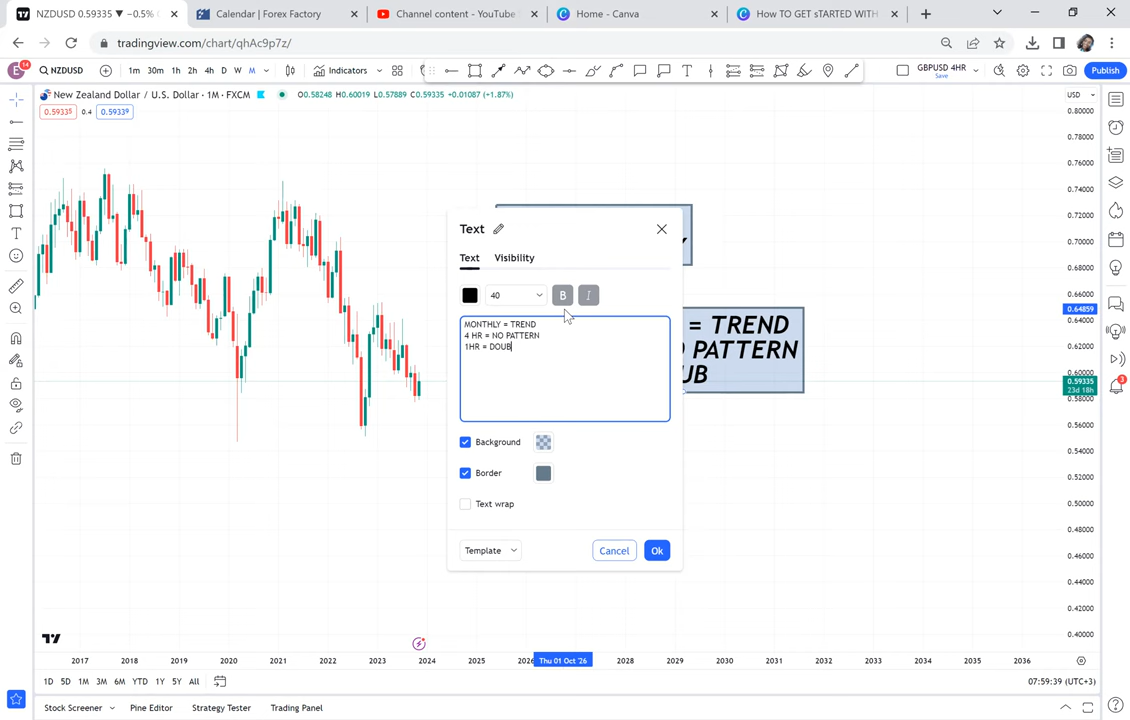 NZDUSD 0.59335 ▼ −0.5% (
Calendar | Forex Factory
Channel content - YouTube
Home - Canva
How TO GET sTARTED WITH
tradingview.com/chart/qhAc9p7z/
E
14
NZDUSD
1m 30m 1h 2h 4h D W M
Indicators
GBPUSD 4HR
Save
Publish
New Zealand Dollar / U.S. Dollar · 1M · FXCM
O0.58248 H0.60019 L0.57889 C0.59335 +0.01087 (+1.87%)
USD
0.59335 0.4 0.59339
0.80000
0.78000
0.76000
0.74000
0.72000
0.70000
0.68000
0.66000
0.64859
0.64000
0.62000
0.60000
0.59335
23d 18h
0.58000
0.56000
0.54000
0.52000
0.50000
0.48000
0.46000
0.44000
0.42000
0.40000
Text
Text Visibility
40
B I
MONTHLY = TREND
4 HR = NO PATTERN
1HR = DOUB
= TREND
PATTERN
UB
Background
Border
Text wrap
Template
Cancel
Ok
2017 2018 2019 2020 2021 2022 2023 2024 2025 2026 Thu 01 Oct '26 2028 2029 2030 2031 2032 2033 2034 2035 2036
1D 5D 1M 3M 6M YTD 1Y 5Y All
07:59:39 (UTC+3)
Stock Screener
Pine Editor
Strategy Tester
Trading Panel
3